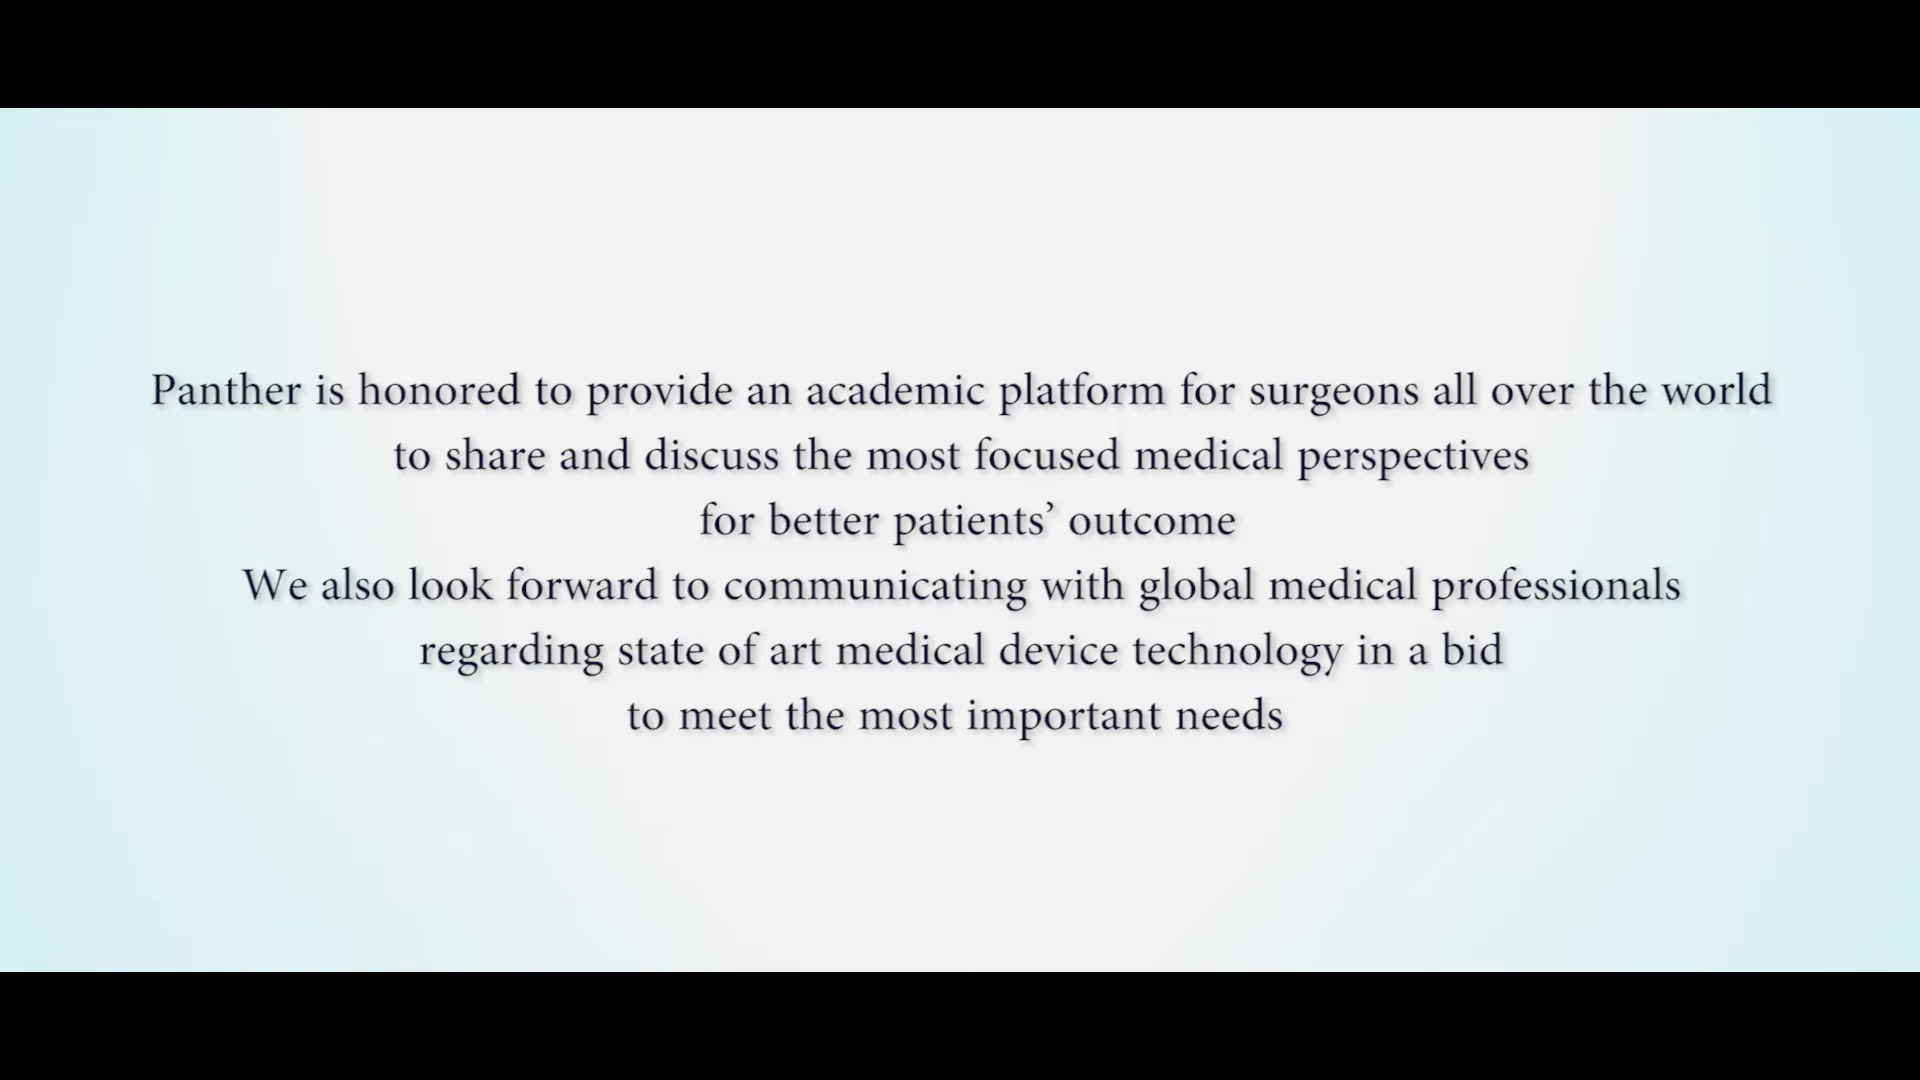 Panther is honored to provide an academic platform for surgeons all over the world
to share and discuss the most focused medical perspectives
for better patients’ outcome
We also look forward to communicating with global medical professionals
regarding state of art medical device technology in a bid
to meet the most important needs